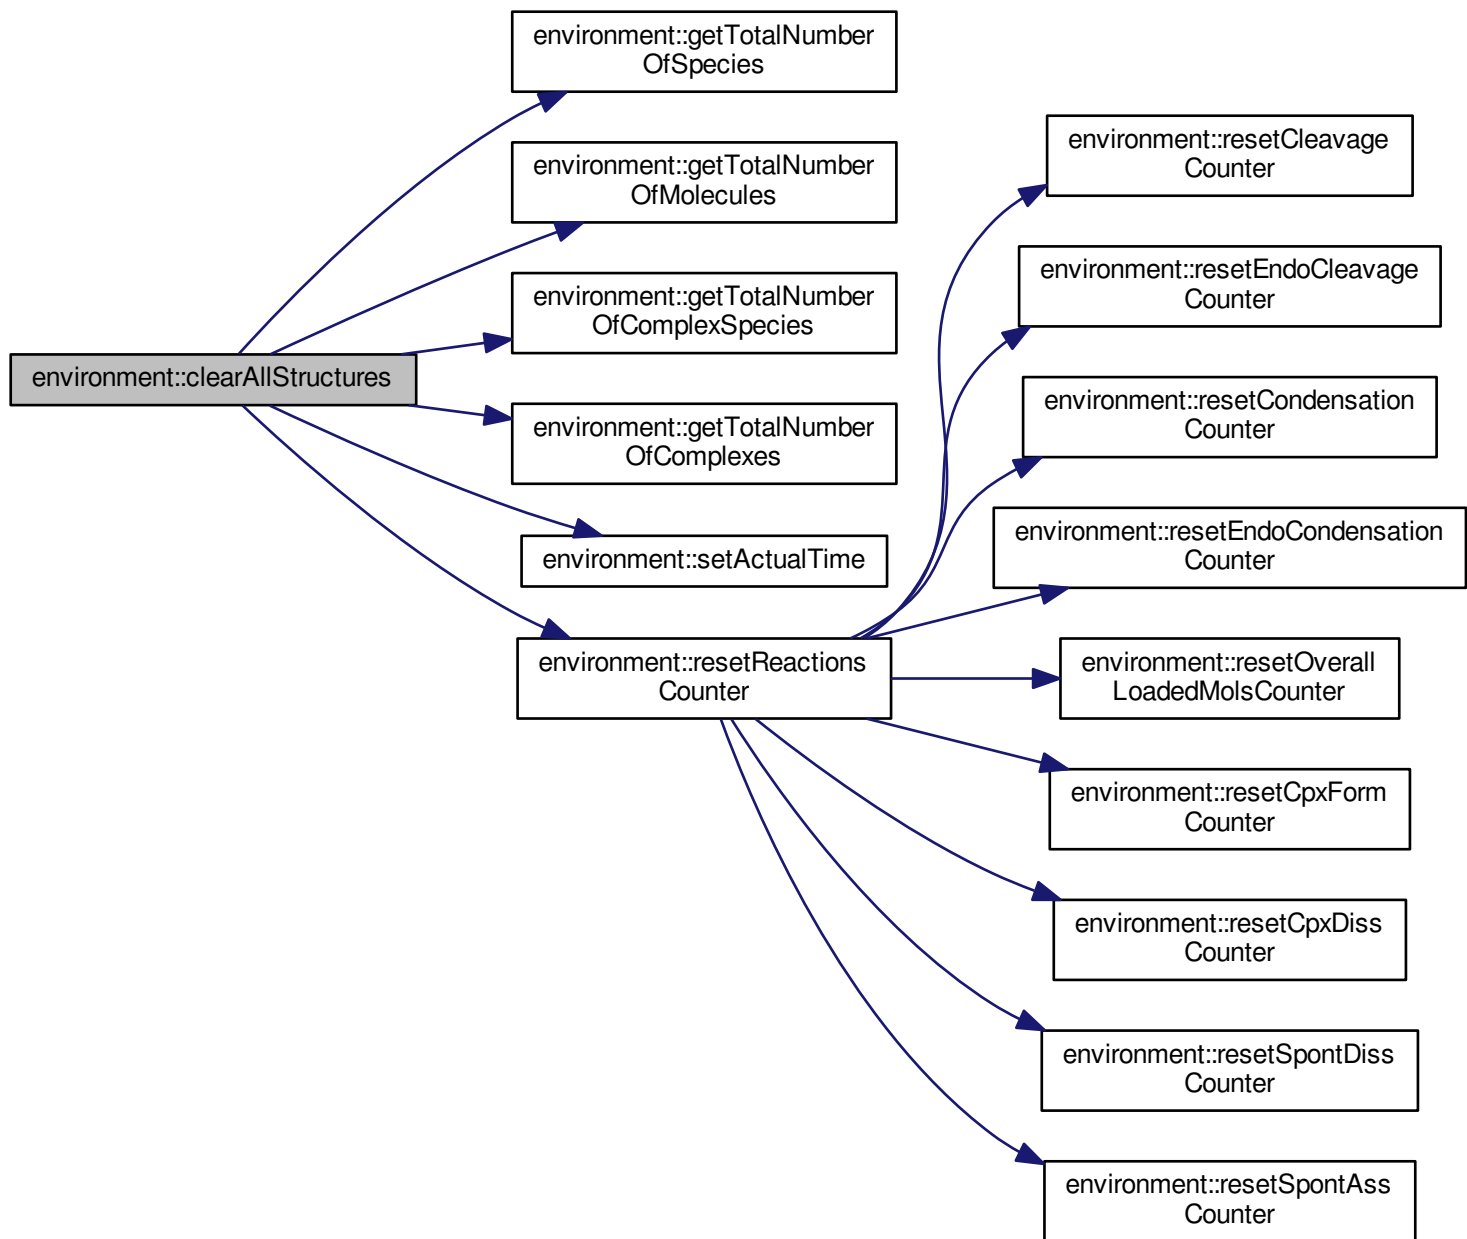 environment::getTotalNumber
OfSpecies
environment::getTotalNumber
OfMolecules
environment::getTotalNumber
OfComplexSpecies
environment::clearAllStructures
environment::getTotalNumber
OfComplexes
environment::setActualTime
environment::resetReactions
Counter
environment::resetCleavage
Counter
environment::resetEndoCleavage
Counter
environment::resetCondensation
Counter
environment::resetEndoCondensation
Counter
environment::resetOverall
LoadedMolsCounter
environment::resetCpxForm
Counter
environment::resetCpxDiss
Counter
environment::resetSpontDiss
Counter
environment::resetSpontAss
Counter